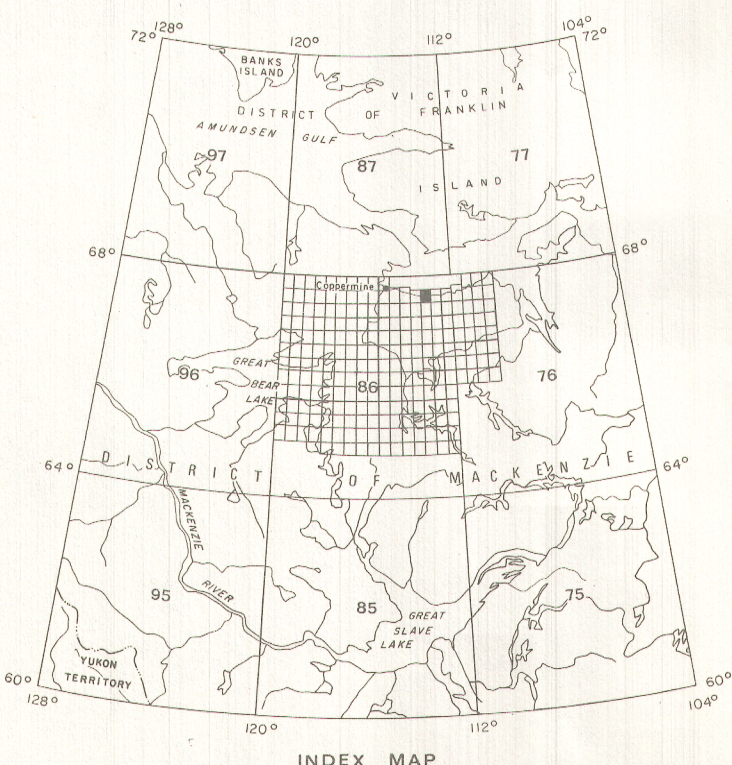 128° 120° 112° 104°
72° 72°
BANKS
ISLAND
VICTORIA
DISTRICT OF FRANKLIN
AMUNDSEN GULF
97 87 77
ISLAND
68° 68°
Coppermine
GREAT
96 86 76
BEAR
LAKE
DISTRICT OF MACKENZIE
64° 64°
MACKENZIE
RIVER
95 85 75
GREAT
SLAVE
LAKE
YUKON
TERRITORY
60° 60°
128° 120° 112° 104°
INDEX MAP